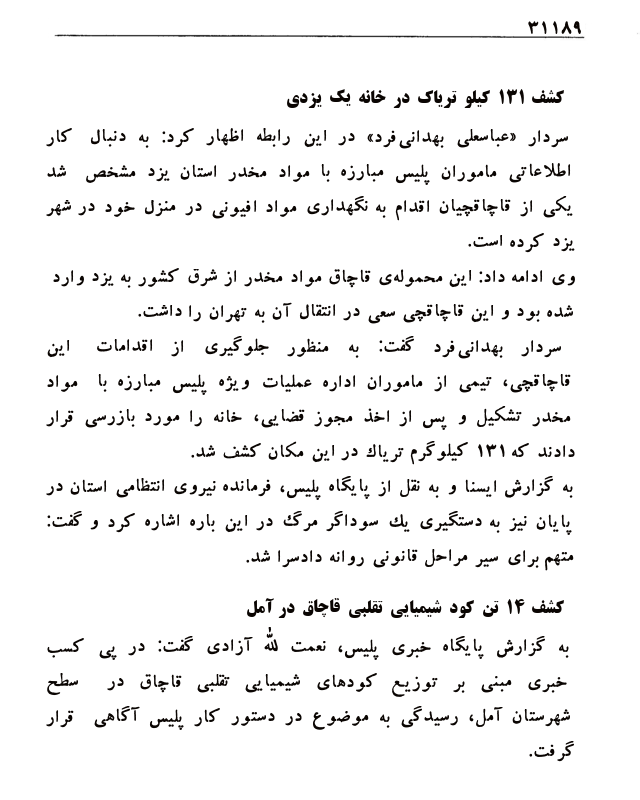 ۳۱۱۸۹
کشف ۱۳۱ کیلو تریاک در خانه یک یزدی
سردار «عباسعلی بهدانی‌فرد» در این رابطه اظهار کرد: به دنبال کار
اطلاعاتی ماموران پلیس مبارزه با مواد مخدر استان یزد مشخص شد
یکی از قاچاقچیان اقدام به نگهداری مواد افیونی در منزل خود در شهر
یزد کرده است.
وی ادامه داد: این محموله‌ی قاچاق مواد مخدر از شرق کشور به یزد وارد
شده بود و این قاچاقچی سعی در انتقال آن به تهران را داشت.
سردار بهدانی‌فرد گفت: به منظور جلوگیری از اقدامات این
قاچاقچی، تیمی از ماموران اداره عملیات ویژه پلیس مبارزه با مواد
مخدر تشکیل و پس از اخذ مجوز قضایی، خانه را مورد بازرسی قرار
دادند که ۱۳۱ کیلوگرم تریاك در این مکان کشف شد.
به گزارش ایسنا و به نقل از پایگاه پلیس، فرمانده نیروی انتظامی استان در
پایان نیز به دستگیری یك سوداگر مرگ در این باره اشاره کرد و گفت:
متهم برای سیر مراحل قانونی روانه دادسرا شد.
کشف ۱۴ تن کود شیمیایی تقلبی قاچاق در آمل
به گزارش پایگاه خبری پلیس، نعمت لله آزادی گفت: در پی کسب
خبری مبنی بر توزیع کودهای شیمیایی تقلبی قاچاق در سطح
شهرستان آمل، رسیدگی به موضوع در دستور کار پلیس آگاهی قرار
گرفت.